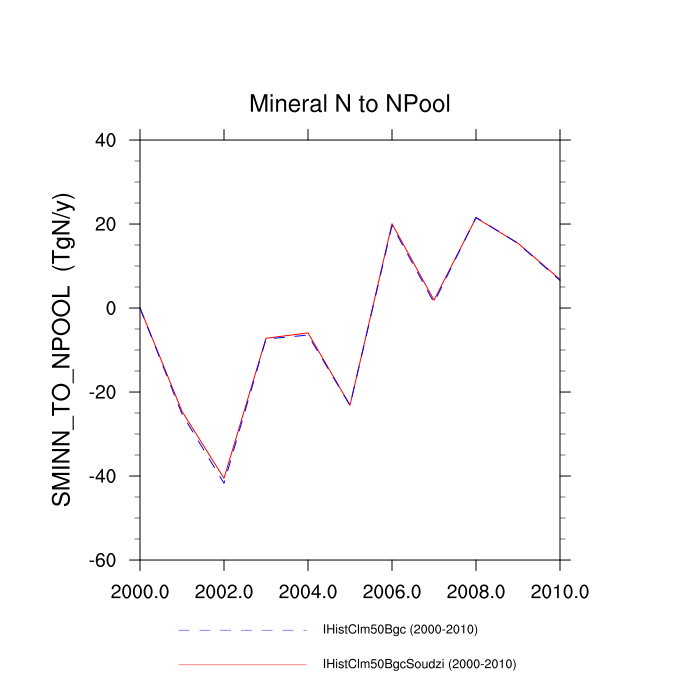 Mineral N to NPool
SMINN_TO_NPOOL (TgN/y)
40
20
0
-20
-40
-60
2000.0 2002.0 2004.0 2006.0 2008.0 2010.0
IHistClm50Bgc (2000-2010)
IHistClm50BgcSoudzi (2000-2010)